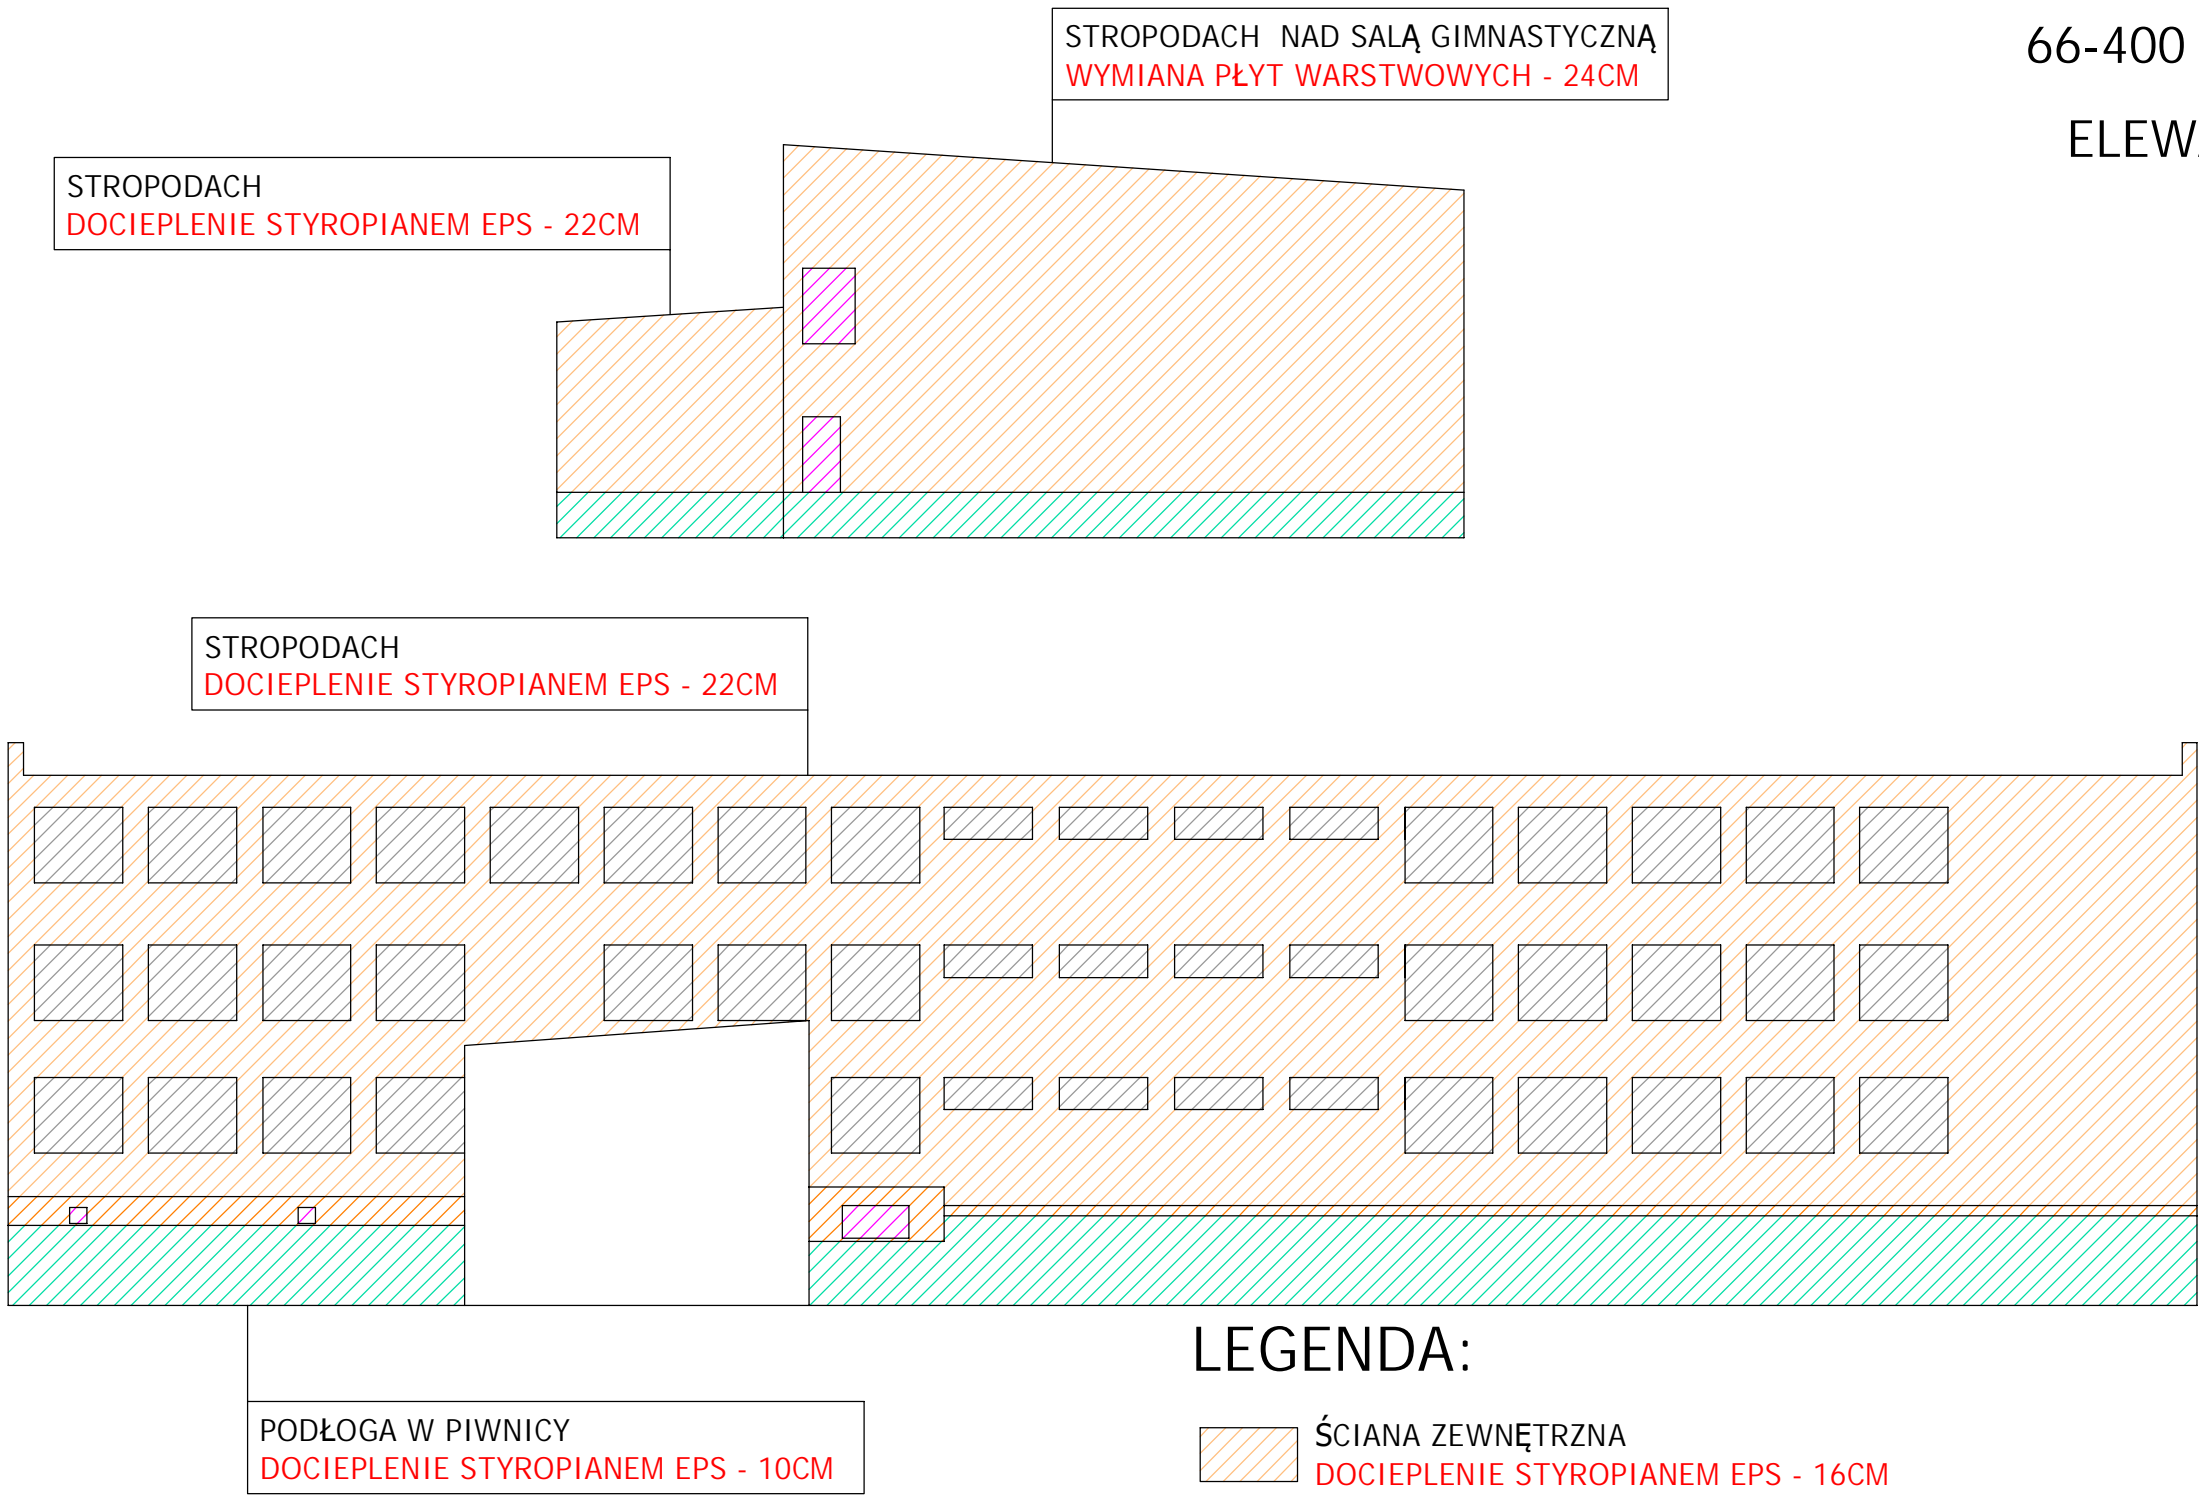 STROPODACH NAD SALĄ GIMNASTYCZNĄ
WYMIANA PŁYT WARSTWOWYCH - 24CM
66-400
ELEW
STROPODACH
DOCIEPLENIE STYROPIANEM EPS - 22CM
STROPODACH
DOCIEPLENIE STYROPIANEM EPS - 22CM
LEGENDA:
PODŁOGA W PIWNICY
DOCIEPLENIE STYROPIANEM EPS - 10CM
ŚCIANA ZEWNĘTRZNA
DOCIEPLENIE STYROPIANEM EPS - 16CM